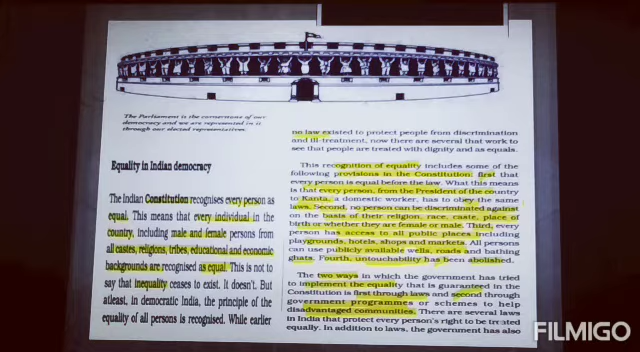 The Parliament is the cornerstone of our
democracy and we are represented in it
through our elected representatives.
Equality in Indian democracy
The Indian Constitution recognises every person as
equal. This means that every individual in the
country, including male and female persons from
all castes, religions, tribes, educational and economic
backgrounds are recognised as equal. This is not to
say that inequality ceases to exist. It doesn't. But
atleast, in democratic India, the principle of the
equality of all persons is recognised. While earlier
no law existed to protect people from discrimination
and ill-treatment, now there are several that work to
see that people are treated with dignity and as equals.
This recognition of equality includes some of the
following provisions in the Constitution: first that
every person is equal before the law. What this means
is that every person, from the President of the country
to Kanta, a domestic worker, has to obey the same
laws. Second, no person can be discriminated against
on the basis of their religion, race, caste, place of
birth or whether they are female or male. Third, every
person has access to all public places including
playgrounds, hotels, shops and markets. All persons
can use publicly available wells, roads and bathing
ghats. Fourth, untouchability has been abolished.
The two ways in which the government has tried
to implement the equality that is guaranteed in the
Constitution is first through laws and second through
government programmes or schemes to help
disadvantaged communities. There are several laws
in India that protect every person's right to be treated
equally. In addition to laws, the government has also
FILMIGO